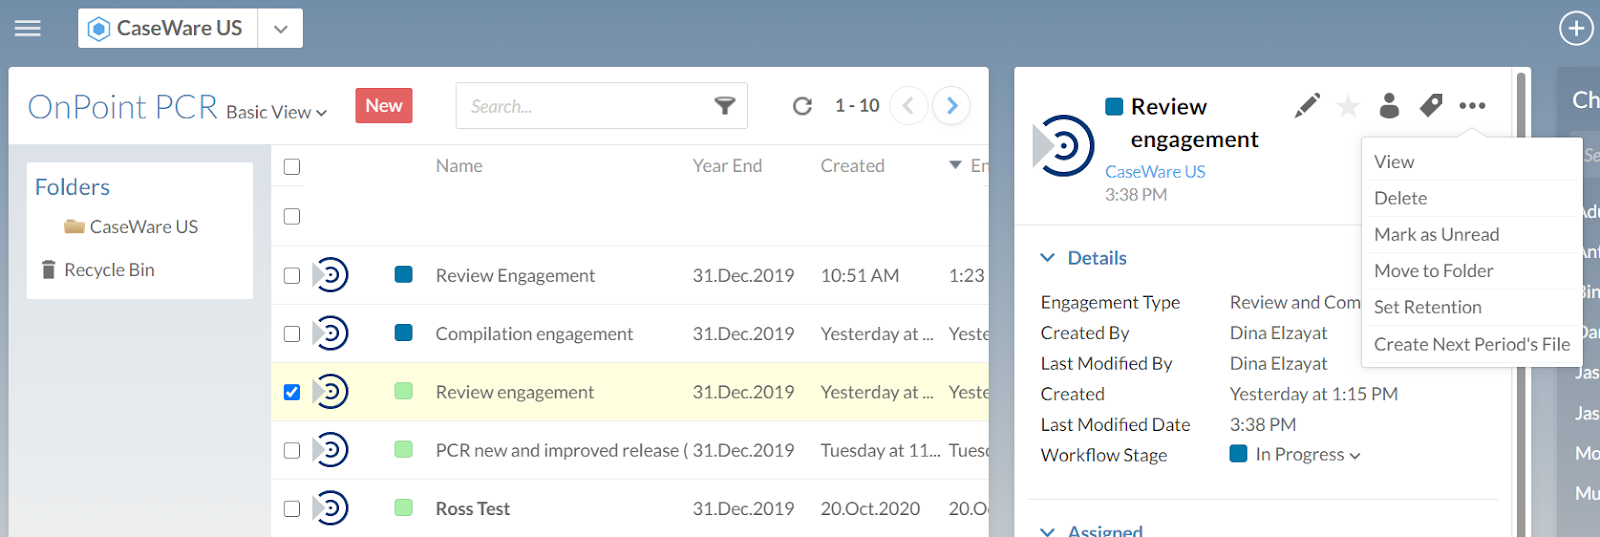 CaseWare US
OnPoint PCR Basic View
New
Search...
1 - 10
Folders
CaseWare US
Recycle Bin
Name Year End Created En
Review Engagement 31.Dec.2019 10:51 AM 1:23
Compilation engagement 31.Dec.2019 Yesterday at ... Yeste
Review engagement 31.Dec.2019 Yesterday at ... Yeste
PCR new and improved release ( 31.Dec.2019 Tuesday at 11... Tuesd
Ross Test 31.Dec.2019 20.Oct.2020 20.O
Review
engagement
CaseWare US
3:38 PM
View
Delete
Mark as Unread
Move to Folder
Set Retention
Create Next Period's File
Details
Engagement Type Review and Com
Created By Dina Elzayat
Last Modified By Dina Elzayat
Created Yesterday at 1:15 PM
Last Modified Date 3:38 PM
Workflow Stage In Progress
Assigned
Ch
Se
Adu
Ant
Bin
Dar
Jas
Jas
Mo
Mu